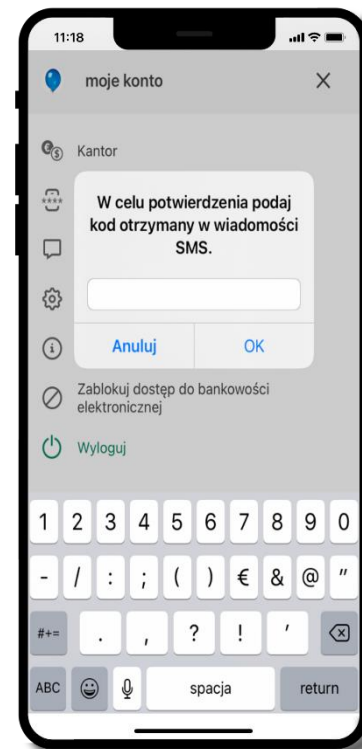 11:18
moje konto
Kantor
W celu potwierdzenia podaj
kod otrzymany w wiadomości
SMS.
Anuluj OK
Zablokuj dostęp do bankowości
elektronicznej
Wyloguj
1 2 3 4 5 6 7 8 9 0
- / : ; ( ) € & @ "
#+= . , ? ! '
ABC spacja return